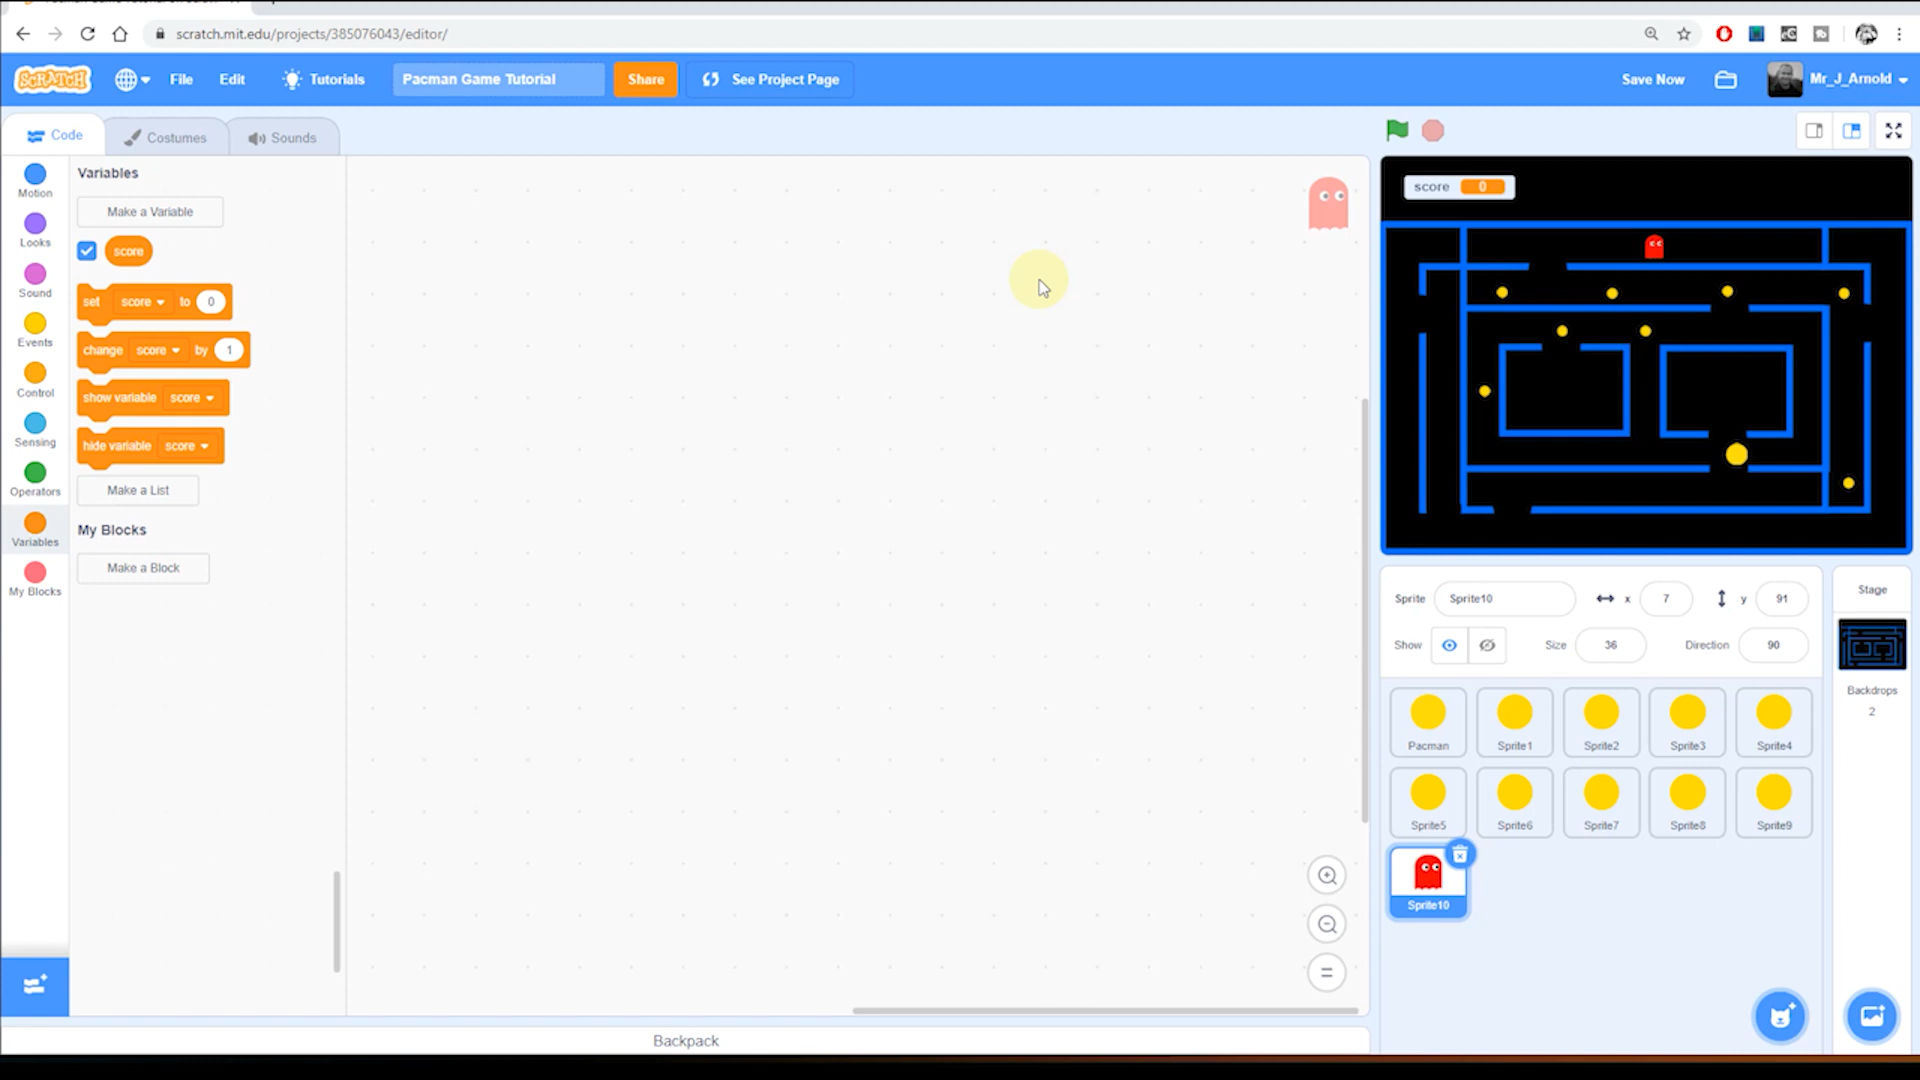 scratch.mit.edu/projects/385076043/editor/
SCRATCH
File
Edit
Tutorials
Pacman Game Tutorial
Share
See Project Page
Save Now
Mr_J_Arnold
Code
Costumes
Sounds
Motion
Looks
Sound
Events
Control
Sensing
Operators
Variables
My Blocks
Variables
Make a Variable
score
set score to 0
change score by 1
show variable score
hide variable score
Make a List
My Blocks
Make a Block
Backpack
score 0
Sprite Sprite10 x 7 y 91
Show Size 36 Direction 90
Pacman
Sprite1
Sprite2
Sprite3
Sprite4
Sprite5
Sprite6
Sprite7
Sprite8
Sprite9
Sprite10
Stage
Backdrops
2